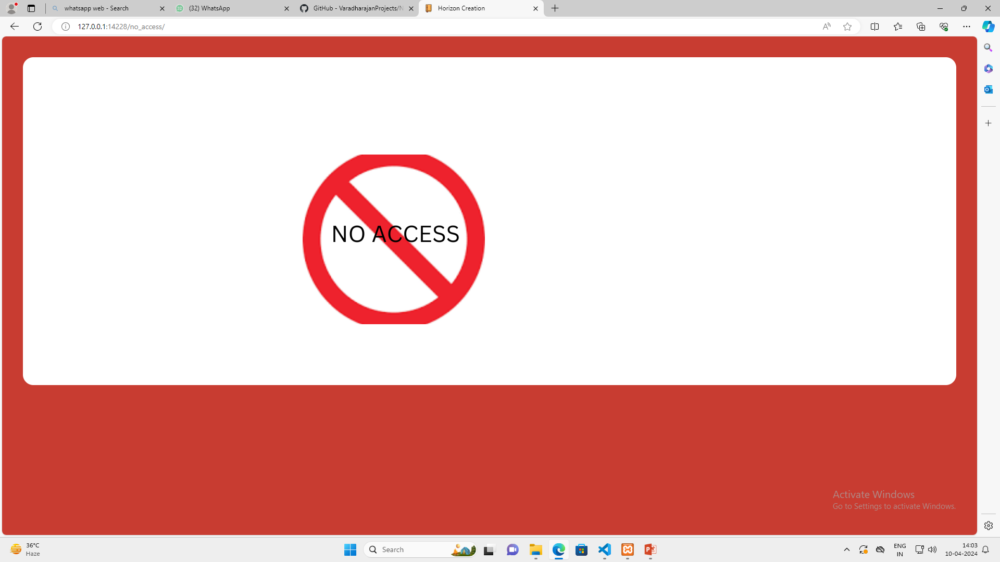 whatsapp web - Search
(32) WhatsApp
GitHub - VaradharajanProjects/N
Horizon Creation
127.0.0.1:14228/no_access/
NO ACCESS
Activate Windows
Go to Settings to activate Windows.
36°C
Haze
Search
ENG
IN
14:03
10-04-2024